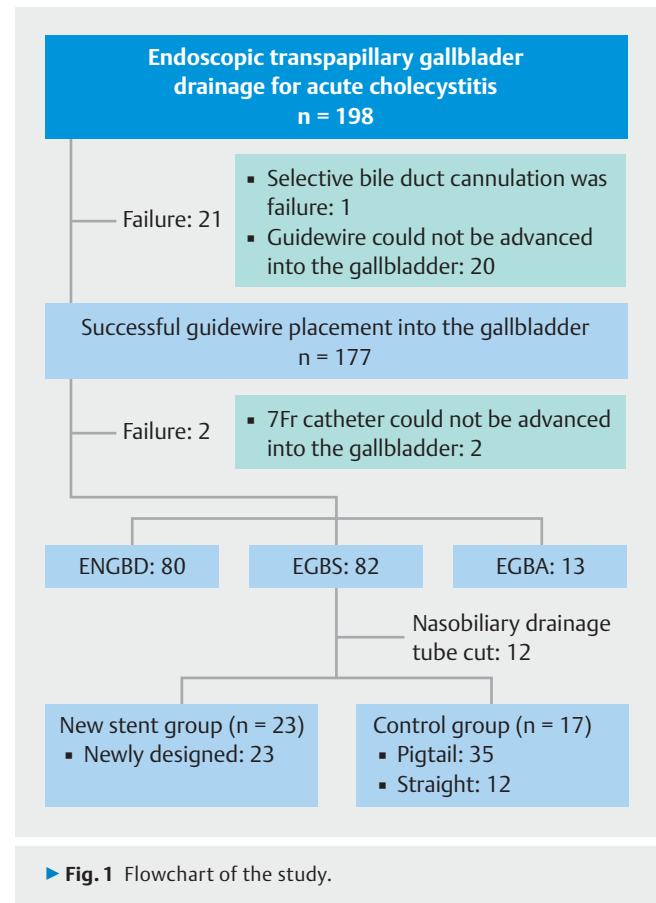 Endoscopic transpapillary gallblader
drainage for acute cholecystitis
n = 198
▪ Selective bile duct cannulation was
failure: 1
▪ Guidewire could not be advanced
into the gallbladder: 20
Failure: 21
Successful guidewire placement into the gallbladder
n = 177
▪ 7Fr catheter could not be advanced
into the gallbladder: 2
Failure: 2
ENGBD: 80
EGBS: 82
EGBA: 13
Nasobiliary drainage
tube cut: 12
New stent group (n = 23)
▪ Newly designed: 23
Control group (n = 17)
▪ Pigtail: 35
▪ Straight: 12
▶ Fig. 1 Flowchart of the study.